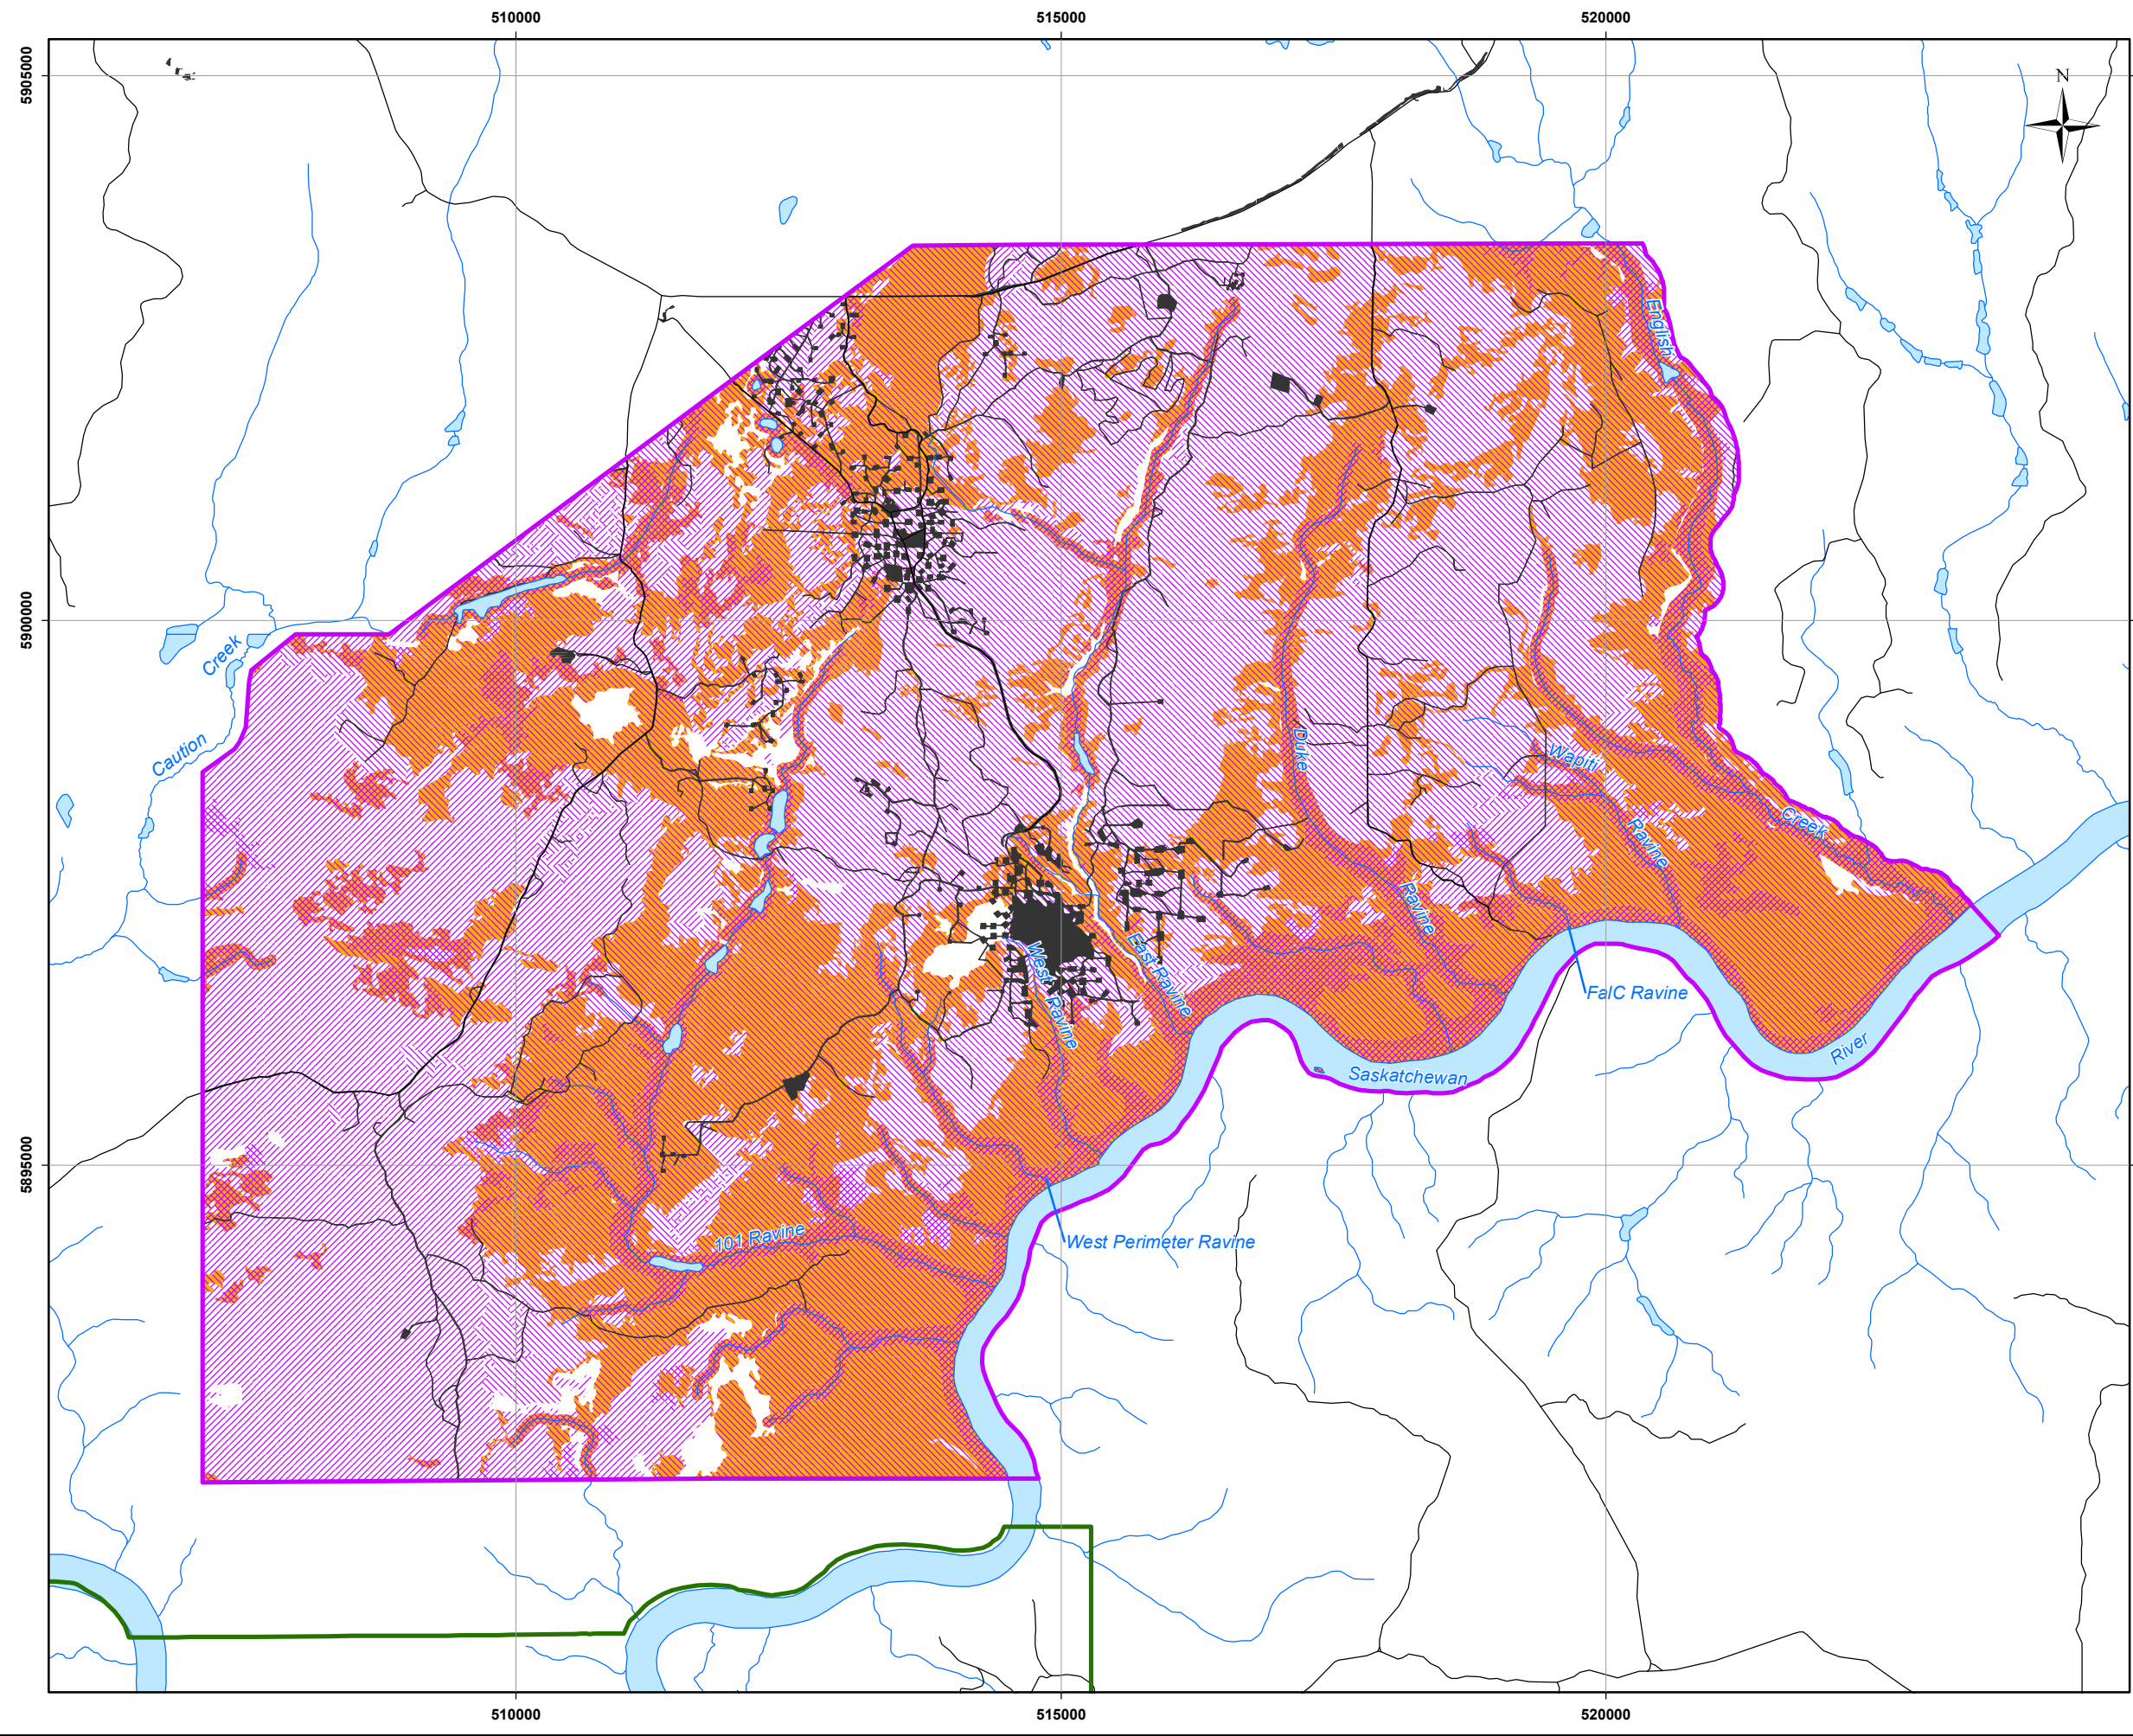 510000
515000
520000
5905000
N
English
5900000
Creek
Caution
Duke
Wapiti
Creek
Ravine
Ravine
West
Ravine
East Ravine
FalC Ravine
River
Saskatchewan
5895000
101 Ravine
West Perimeter Ravine
510000
515000
520000